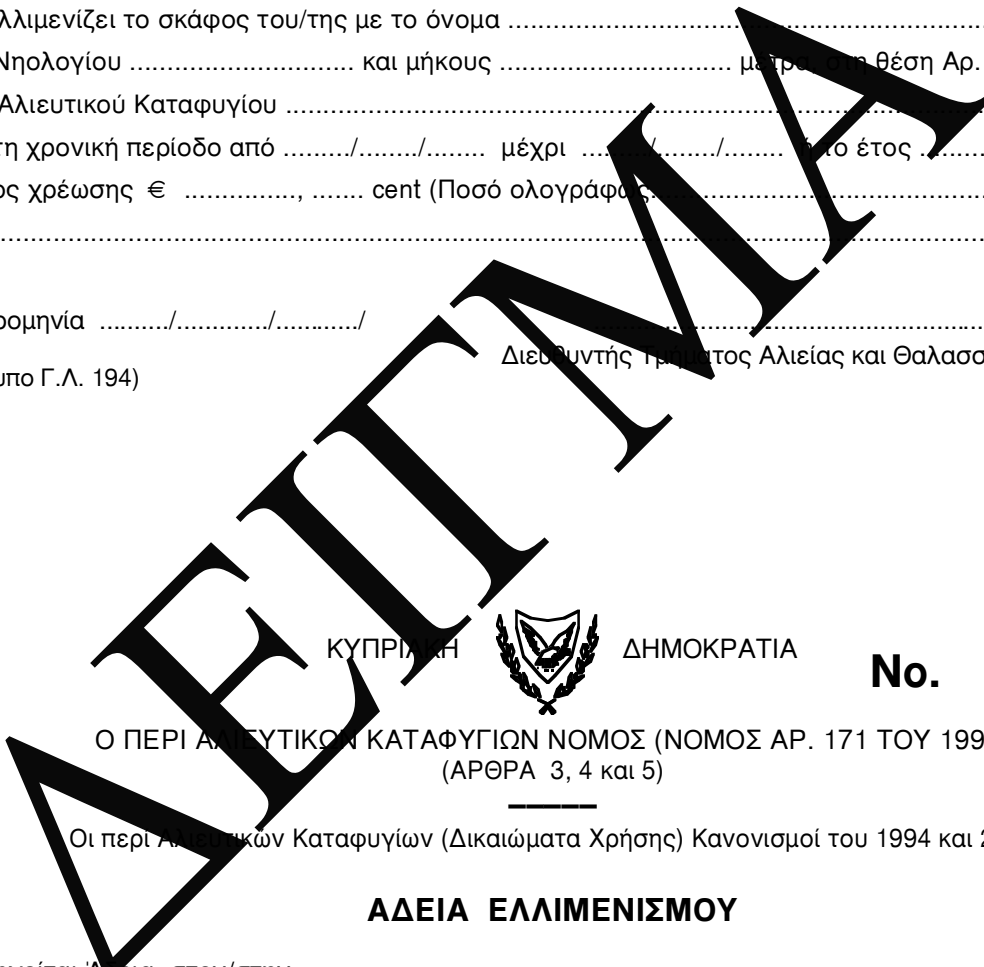 λλιμενίζει το σκάφος του/της με το όνομα ......................................................................
Νηολογίου ................................ και μήκους ................................. μέτρα, στη θέση Αρ.
Αλιευτικού Καταφυγίου ......................................................................
τη χρονική περίοδο από ........./......../........ μέχρι ........./......../........ ή το έτος .........
ος χρέωσης € ..............., ....... cent (Ποσό ολογράφως.............................................
......................................................................
ρομηνία ........../............./.........../
......................................................................
Διευθυντής Τμήματος Αλιείας και Θαλασσ
υπο Γ.Λ. 194)
ΔΕΙΓΜΑ
ΚΥΠΡΙΑΚΗ ΔΗΜΟΚΡΑΤΙΑ
No.
Ο ΠΕΡΙ ΑΛΙΕΥΤΙΚΩΝ ΚΑΤΑΦΥΓΙΩΝ ΝΟΜΟΣ (ΝΟΜΟΣ ΑΡ. 171 ΤΟΥ 199
(ΑΡΘΡΑ 3, 4 και 5)
Οι περί Αλιευτικών Καταφυγίων (Δικαιώματα Χρήσης) Κανονισμοί του 1994 και 2
ΑΔΕΙΑ ΕΛΛΙΜΕΝΙΣΜΟΥ